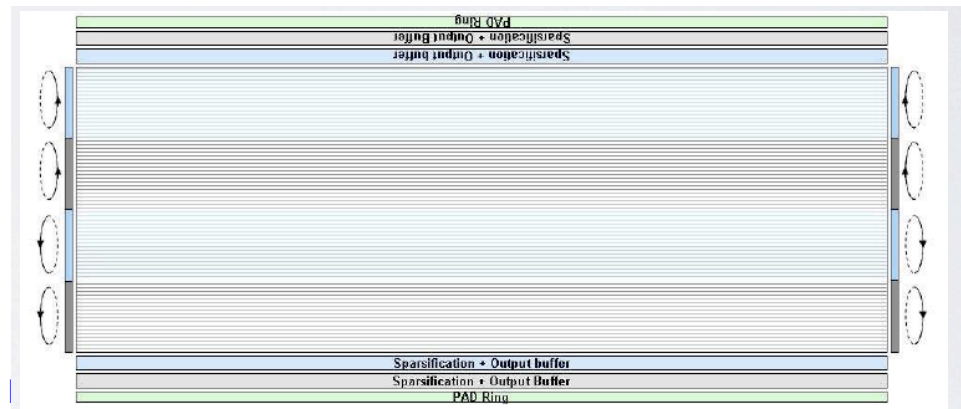 PAD Ring
Sparsification + Output Buffer
Sparsification + Output buffer
Sparsification + Output buffer
Sparsification + Output Buffer
PAD Ring